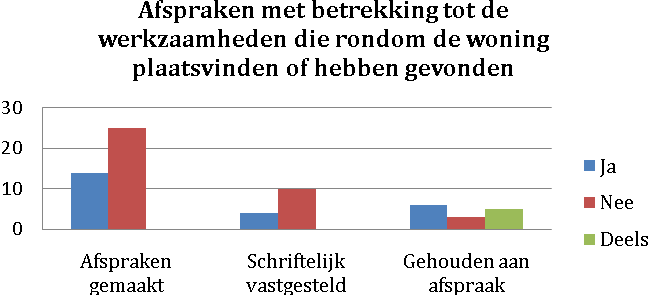 Afspraken met betrekking tot de
werkzaamheden die rondom de woning
plaatsvinden of hebben gevonden
30
20
10
0
Ja
Nee
Deels
Afspraken
gemaakt
Schriftelijk
vastgesteld
Gehouden aan
afspraak